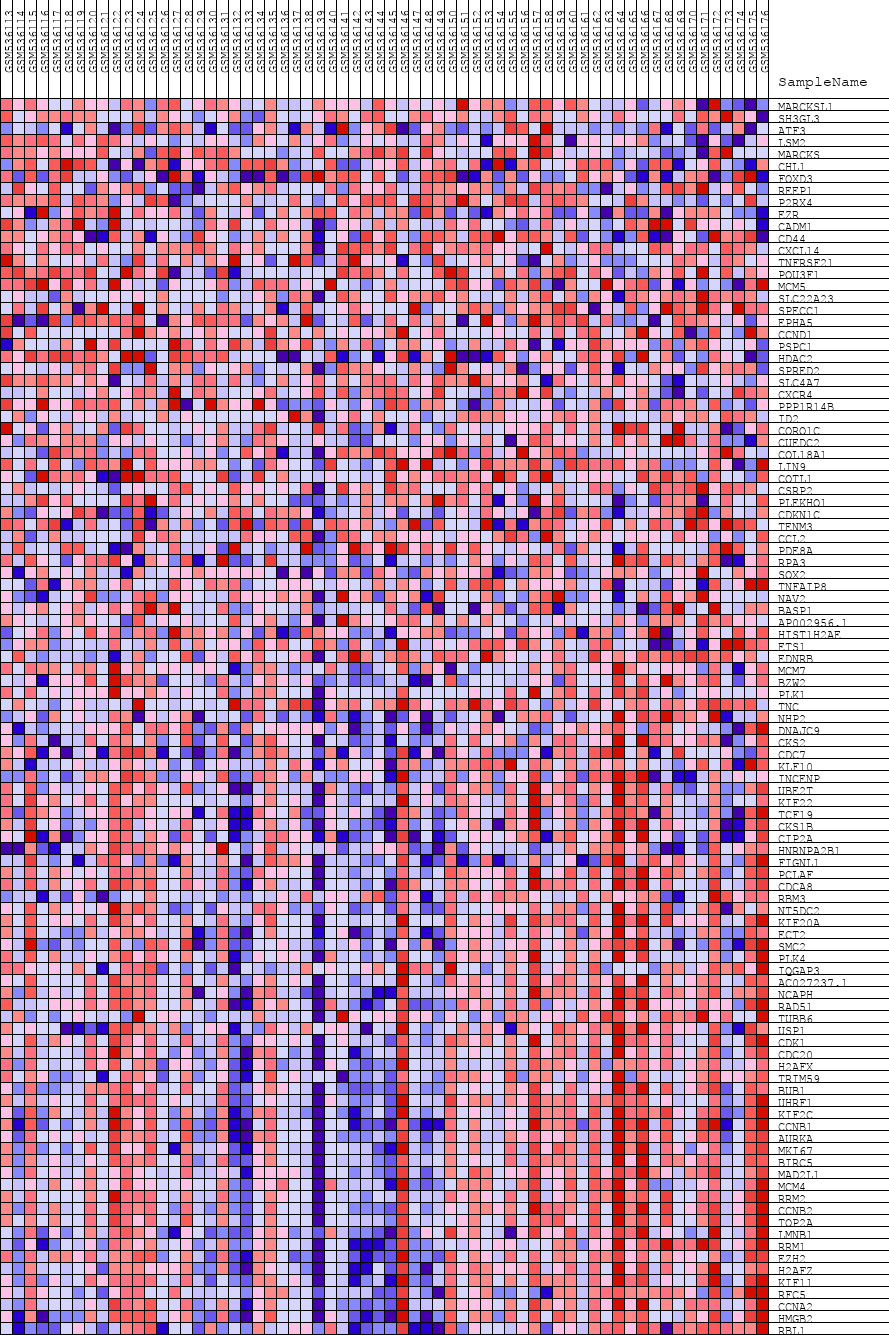 GSM536113
GSM536114
GSM536115
GSM536116
GSM536117
GSM536118
GSM536119
GSM536120
GSM536121
GSM536122
GSM536123
GSM536124
GSM536125
GSM536126
GSM536127
GSM536128
GSM536129
GSM536130
GSM536131
GSM536132
GSM536133
GSM536134
GSM536135
GSM536136
GSM536137
GSM536138
GSM536139
GSM536140
GSM536141
GSM536142
GSM536143
GSM536144
GSM536145
GSM536146
GSM536147
GSM536148
GSM536149
GSM536150
GSM536151
GSM536152
GSM536153
GSM536154
GSM536155
GSM536156
GSM536157
GSM536158
GSM536159
GSM536160
GSM536161
GSM536162
GSM536163
GSM536164
GSM536165
GSM536166
GSM536167
GSM536168
GSM536169
GSM536170
GSM536171
GSM536172
GSM536173
GSM536174
GSM536175
GSM536176
SampleName
MARCKSL1
SH3GL3
ATF3
LSM2
MARCKS
CHL1
FOXD3
REEP1
P2RX4
EZR
CADM1
CD44
CXCL14
TNFRSF21
POU3F1
MCM5
SLC22A23
SPECC1
EPHA5
CCND1
PSPC1
HDAC2
SPRED2
SLC4A7
CXCR4
PPP1R14B
ID2
CORO1C
CUEDC2
COL18A1
LIN9
COTL1
CSRP2
PLEKHO1
CDKN1C
TENM3
CCL2
PDE8A
RPA3
SOX2
TNFAIP8
NAV2
BASP1
AP002956.1
HIST1H2AE
ETS1
EDNRB
MCM7
BZW2
PLK1
TNC
NHP2
DNAJC9
CKS2
CDC7
KLF10
INCENP
UBE2T
KIF22
TCF19
CKS1B
CIP2A
HNRNPA2B1
FIGNL1
PCLAF
CDCA8
RBM3
NT5DC2
KIF20A
ECT2
SMC2
PLK4
IQGAP3
AC027237.1
NCAPH
RAD51
TUBB6
USP1
CDK1
CDC20
H2AFX
TRIM59
BUB1
UHRF1
KIF2C
CCNB1
AURKA
MKI67
BIRC5
MAD2L1
MCM4
RRM2
CCNB2
TOP2A
LMNB1
RRM1
EZH2
H2AFZ
KIF11
RFC5
CCNA2
HMGB2
RBL1